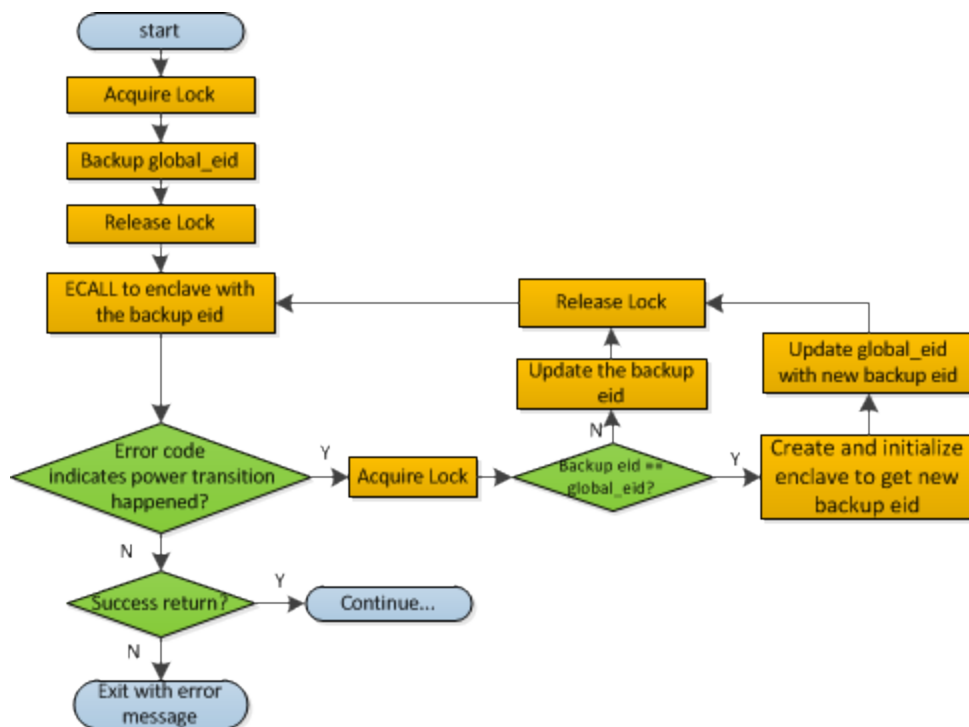 start
Acquire Lock
Backup global_eid
Release Lock
ECALL to enclave with
the backup eid
Release Lock
Update the backup
eid
Update global_eid
with new backup eid
Error code
indicates power transition
happened?
Y
Acquire Lock
N
Backup eid ==
global_eid?
Y
Create and initialize
enclave to get new
backup eid
N
Success return?
Y
Continue...
N
Exit with error
message